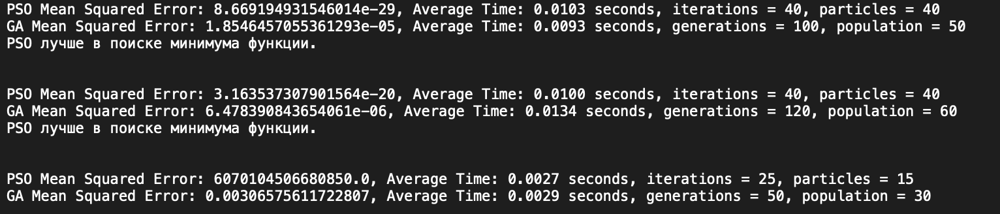 PSO Mean Squared Error: 8.669194931546014e-29, Average Time: 0.0103 seconds, iterations = 40, particles = 40
GA Mean Squared Error: 1.8546457055361293e-05, Average Time: 0.0093 seconds, generations = 100, population = 50
PSO лучше в поиске минимума функции.
PSO Mean Squared Error: 3.163537307901564e-20, Average Time: 0.0100 seconds, iterations = 40, particles = 40
GA Mean Squared Error: 6.478390843654061e-06, Average Time: 0.0134 seconds, generations = 120, population = 60
PSO лучше в поиске минимума функции.
PSO Mean Squared Error: 6070104506680850.0, Average Time: 0.0027 seconds, iterations = 25, particles = 15
GA Mean Squared Error: 0.00306575611722807, Average Time: 0.0029 seconds, generations = 50, population = 30